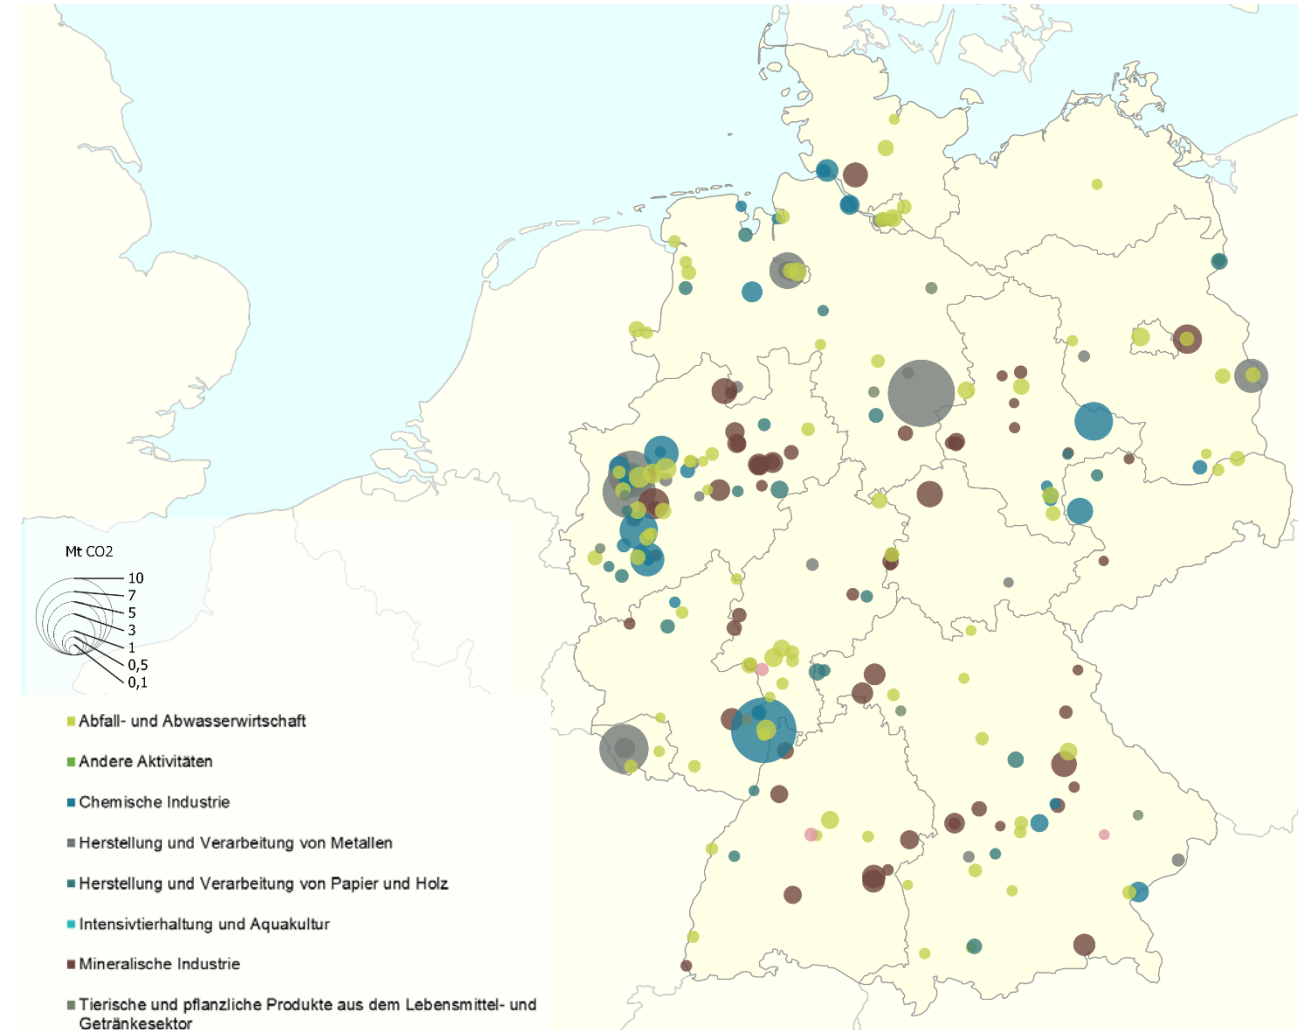 Mt CO2
10
7
5
3
1
0,5
0,1
Abfall- und Abwasserwirtschaft
Andere Aktivitäten
Chemische Industrie
Herstellung und Verarbeitung von Metallen
Herstellung und Verarbeitung von Papier und Holz
Intensivtierhaltung und Aquakultur
Mineralische Industrie
Tierische und pflanzliche Produkte aus dem Lebensmittel- und
Getränkesektor